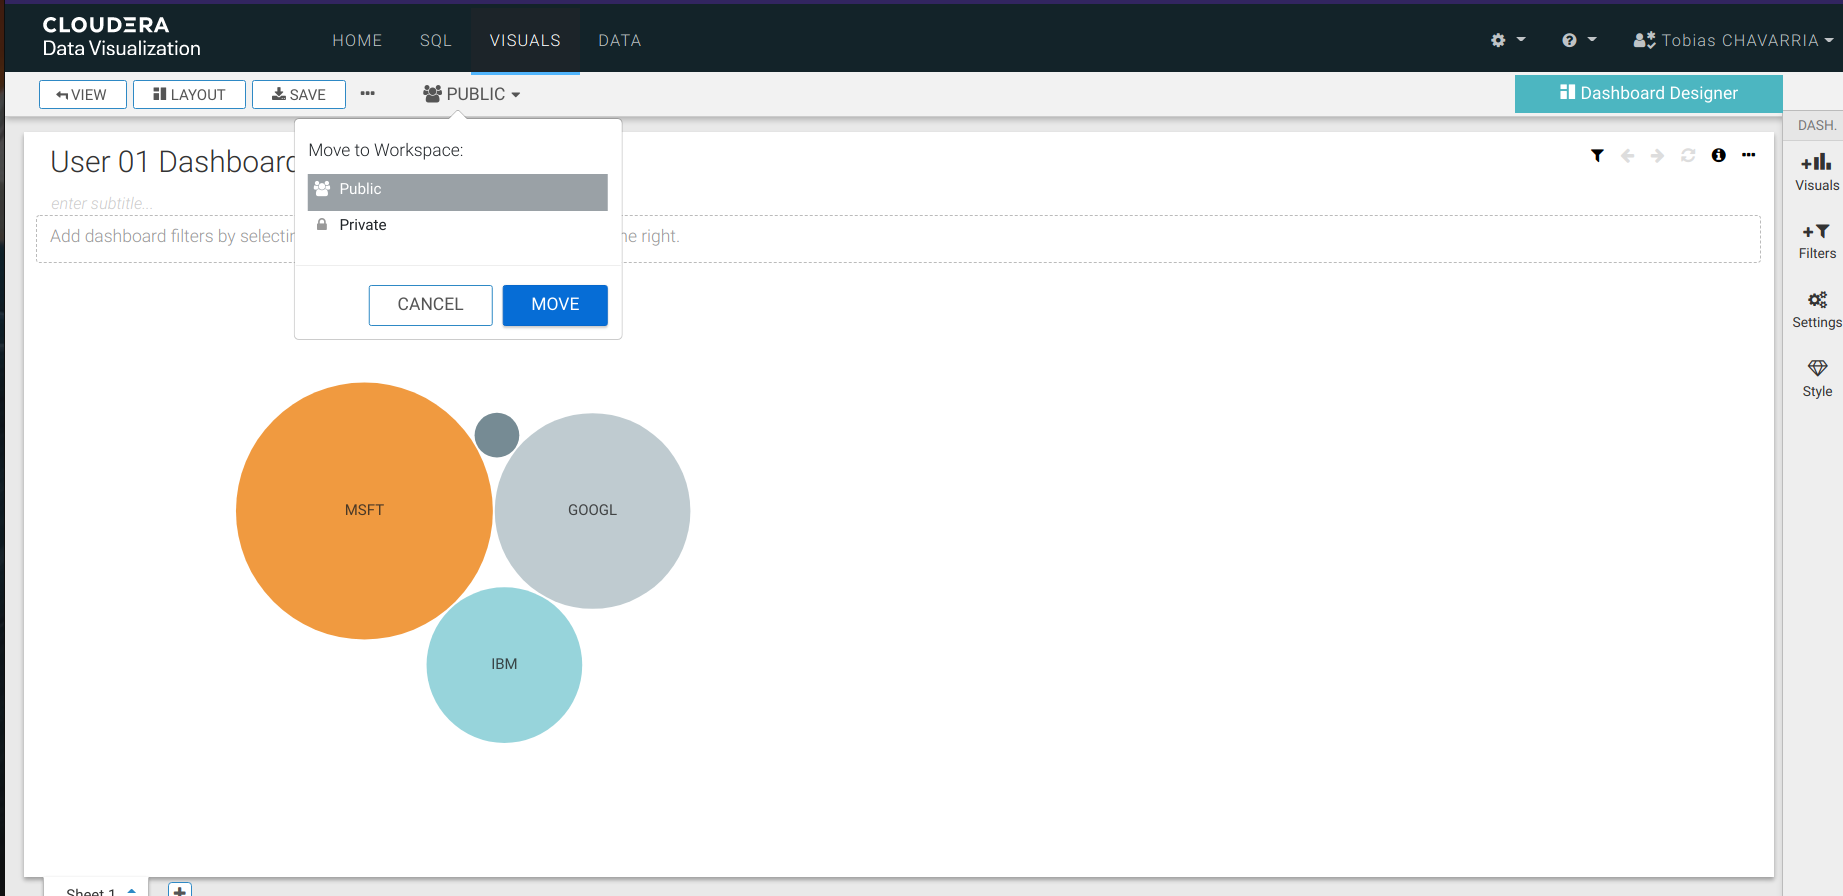 CLOUDERA
Data Visualization
HOME SQL VISUALS DATA
Tobias CHAVARRIA
VIEW LAYOUT SAVE PUBLIC
Dashboard Designer
DASH.
Move to Workspace:
User 01 Dashboard
Public
Visuals
enter subtitle...
Private
Add dashboard filters by he right.
Filters
CANCEL MOVE
Settings
Style
MSFT
GOOGL
IBM
Sheet 1